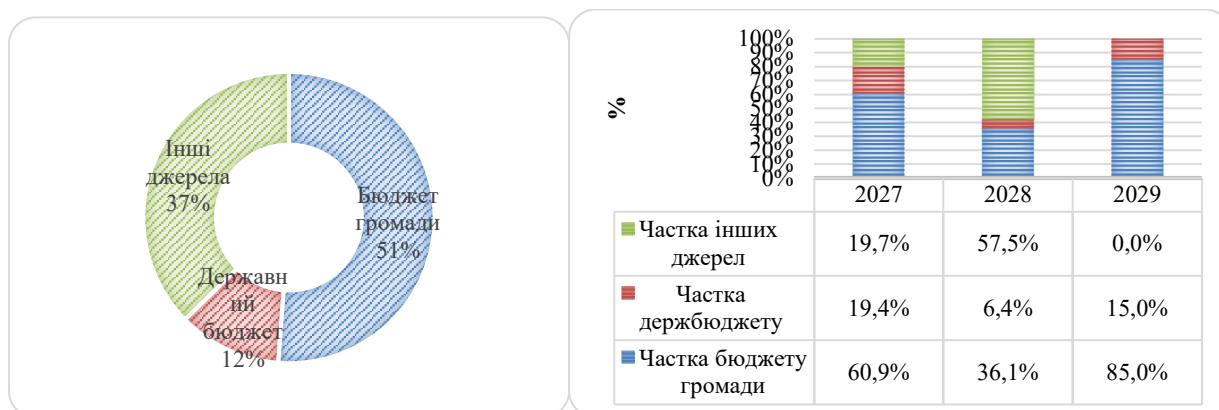 Інші
джерела
37%
Бюджет
громади
51%
Державн
ий
бюджет
12%
%
100%
90%
80%
70%
60%
50%
40%
30%
20%
10%
0%
2027 2028 2029
Частка інших
джерел
19,7% 57,5% 0,0%
Частка
держбюджету
19,4% 6,4% 15,0%
Частка бюджету
громади
60,9% 36,1% 85,0%